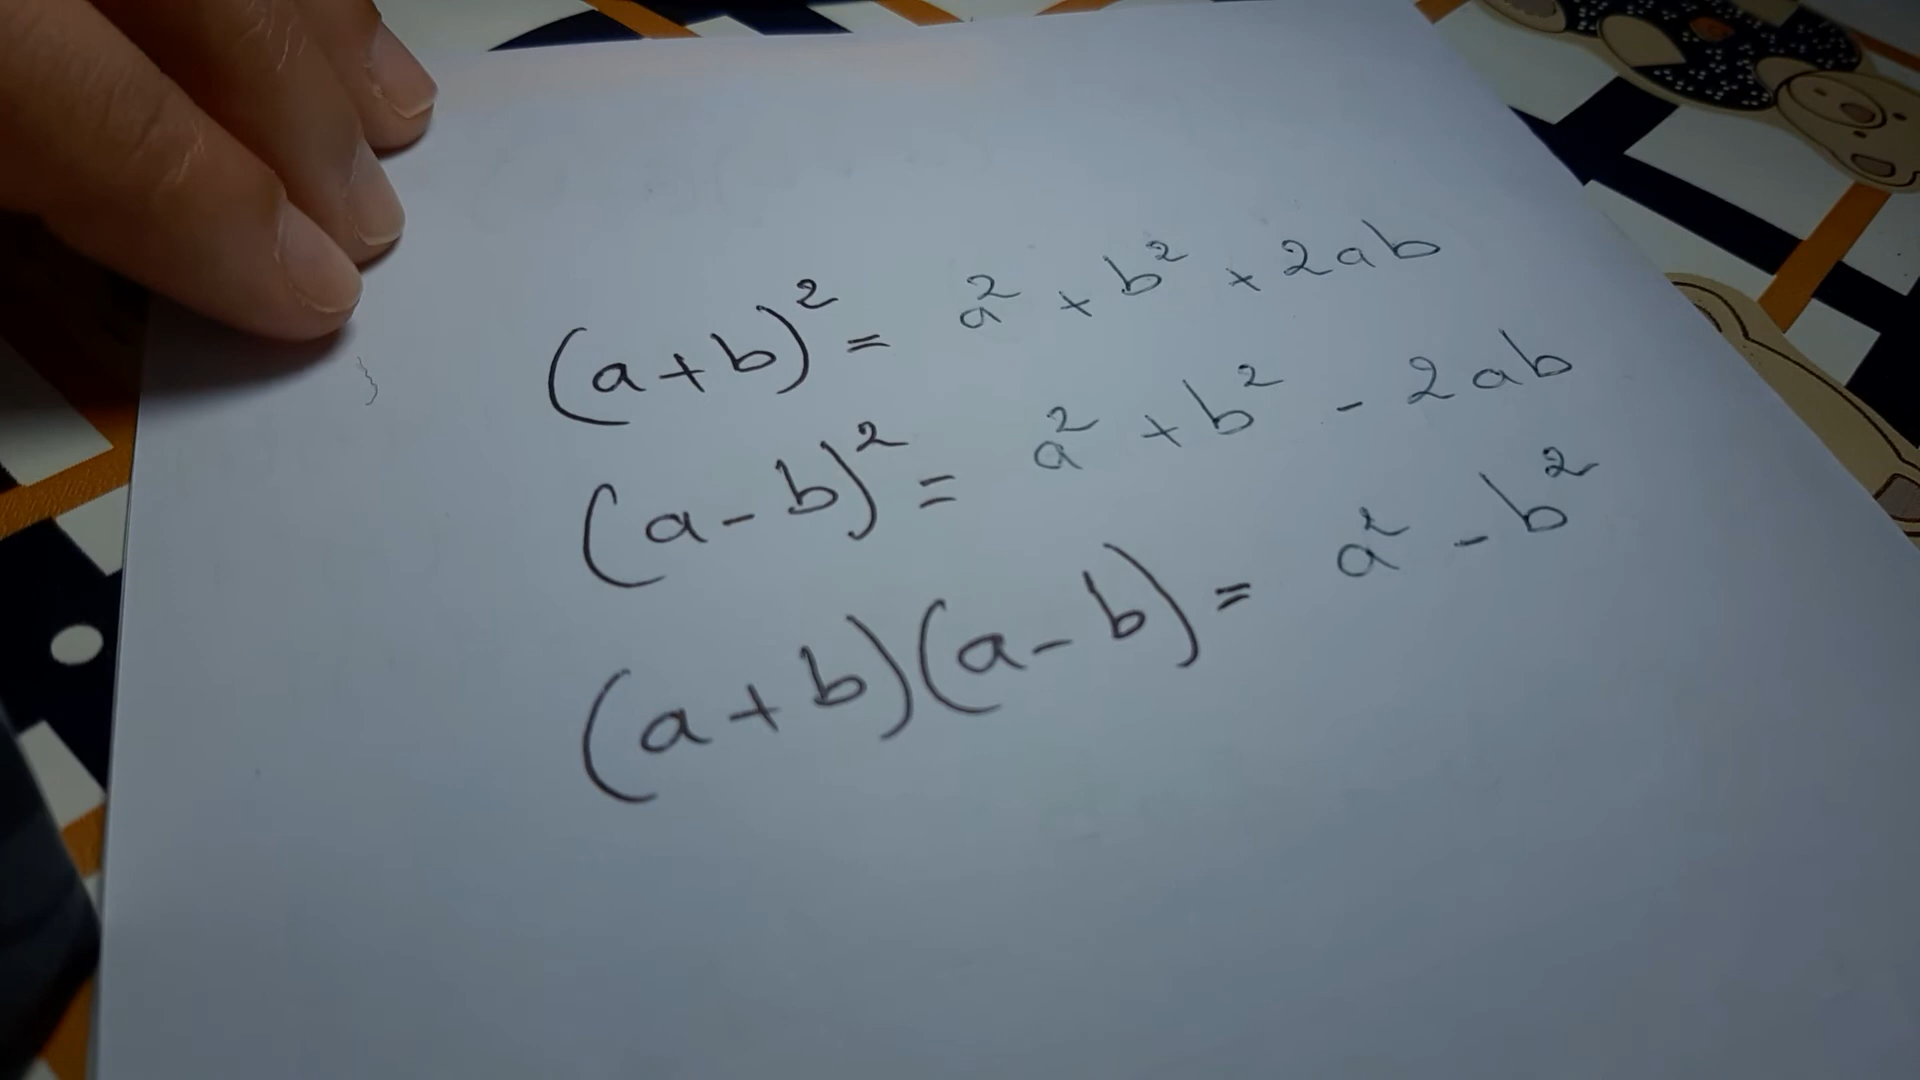 (a+b)² = a² + b² + 2ab
(a-b)² = a² + b² - 2ab
(a+b)(a-b) = a² - b²